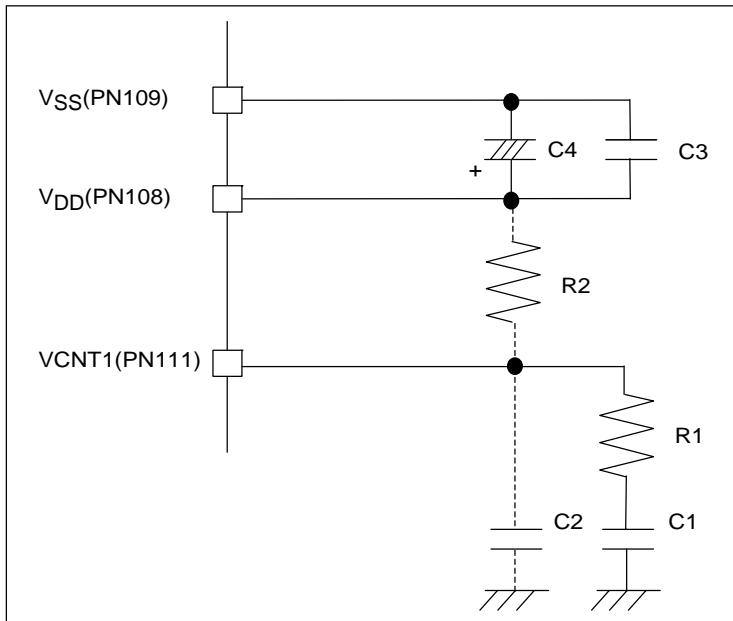 VSS(PN109)
C4
C3
+
VDD(PN108)
R2
VCNT1(PN111)
R1
C2
C1